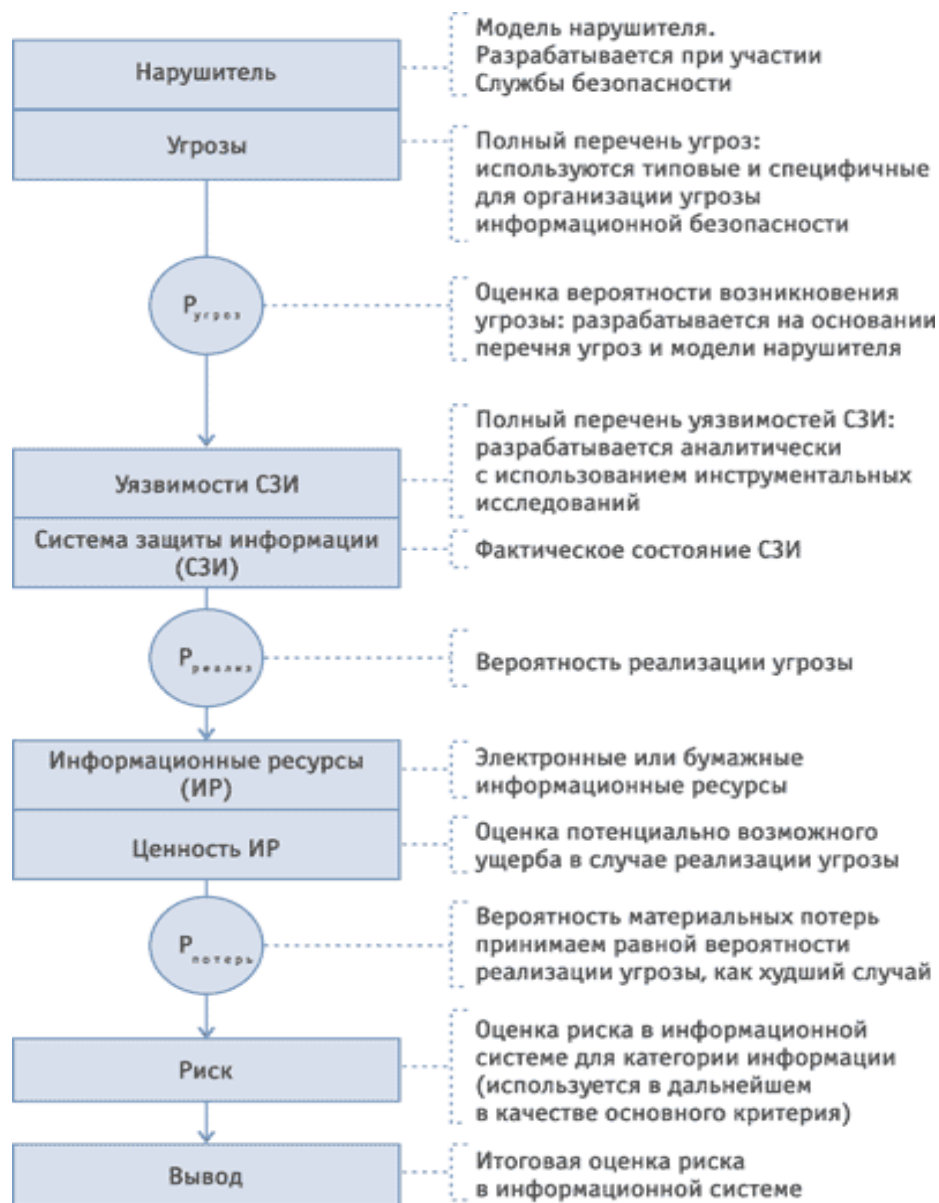 Нарушитель
Модель нарушителя.
Разрабатывается при участии
Службы безопасности
Угрозы
Полный перечень угроз:
используются типовые и специфичные
для организации угрозы
информационной безопасности
Pугроз
Оценка вероятности возникновения
угрозы: разрабатывается на основании
перечня угроз и модели нарушителя
Уязвимости СЗИ
Полный перечень уязвимостей СЗИ:
разрабатывается аналитически
с использованием инструментальных
исследований
Система защиты информации
(СЗИ)
Фактическое состояние СЗИ
Pреализ
Вероятность реализации угрозы
Информационные ресурсы
(ИР)
Электронные или бумажные
информационные ресурсы
Ценность ИР
Оценка потенциально возможного
ущерба в случае реализации угрозы
Pпотерь
Вероятность материальных потерь
принимаем равной вероятности
реализации угрозы, как худший случай
Риск
Оценка риска в информационной
системе для категории информации
(используется в дальнейшем
в качестве основного критерия)
Вывод
Итоговая оценка риска
в информационной системе